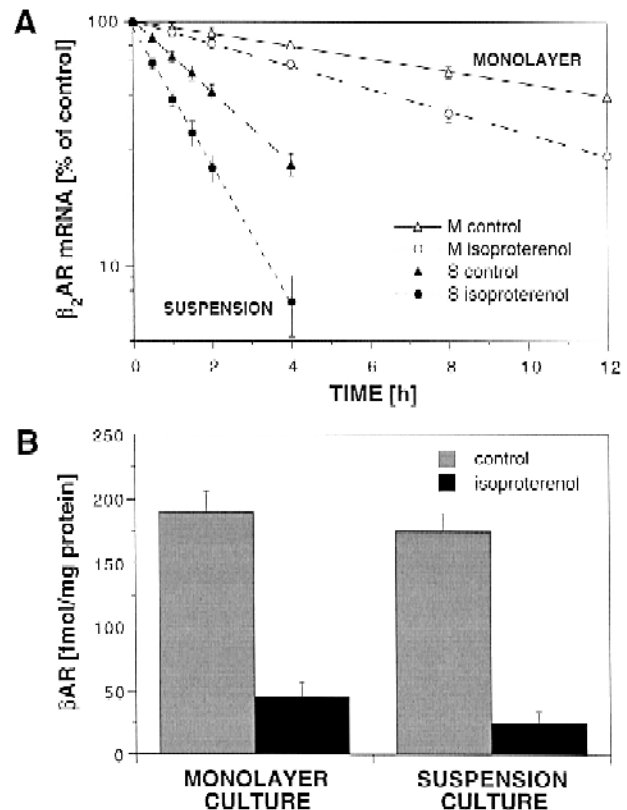 A
100
10
β₂AR mRNA [% of control]
MONOLAYER
SUSPENSION
M control
M isoproterenol
S control
S isoproterenol
0
2
4
6
8
10
12
TIME [h]
B
250
200
150
100
50
0
βAR [fmol/mg protein]
control
isoproterenol
MONOLAYER
CULTURE
SUSPENSION
CULTURE